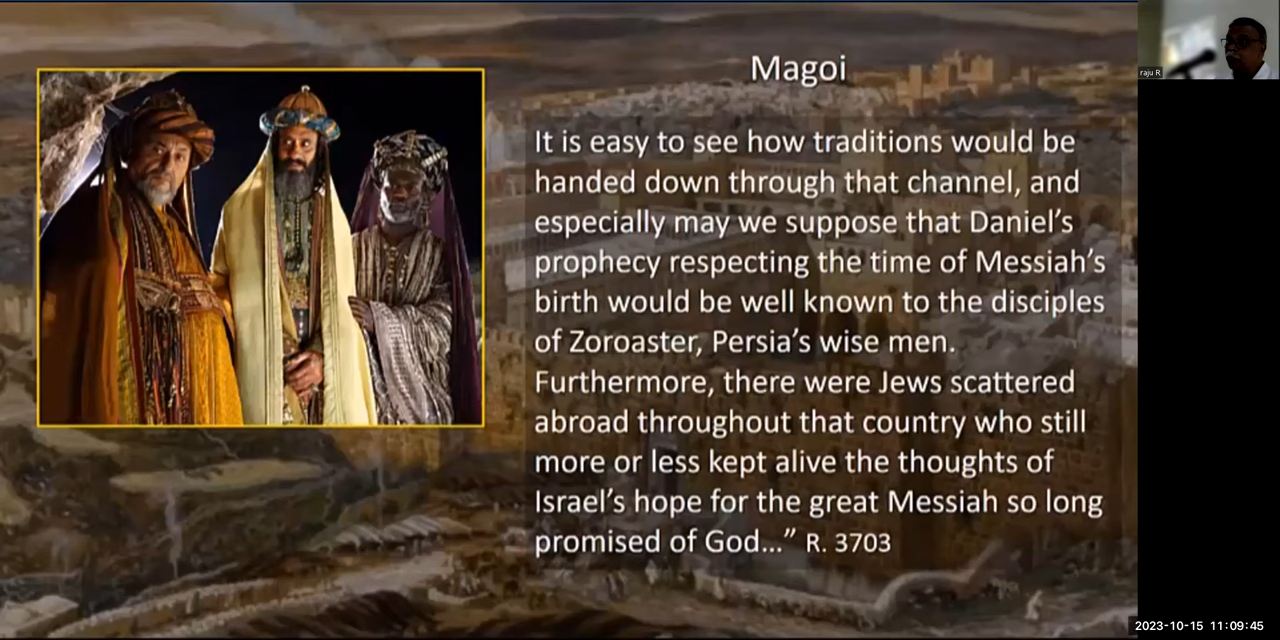 Magoi
It is easy to see how traditions would be
handed down through that channel, and
especially may we suppose that Daniel’s
prophecy respecting the time of Messiah’s
birth would be well known to the disciples
of Zoroaster, Persia’s wise men.
Furthermore, there were Jews scattered
abroad throughout that country who still
more or less kept alive the thoughts of
Israel’s hope for the great Messiah so long
promised of God…” R. 3703
raju R
2023-10-15 11:09:45